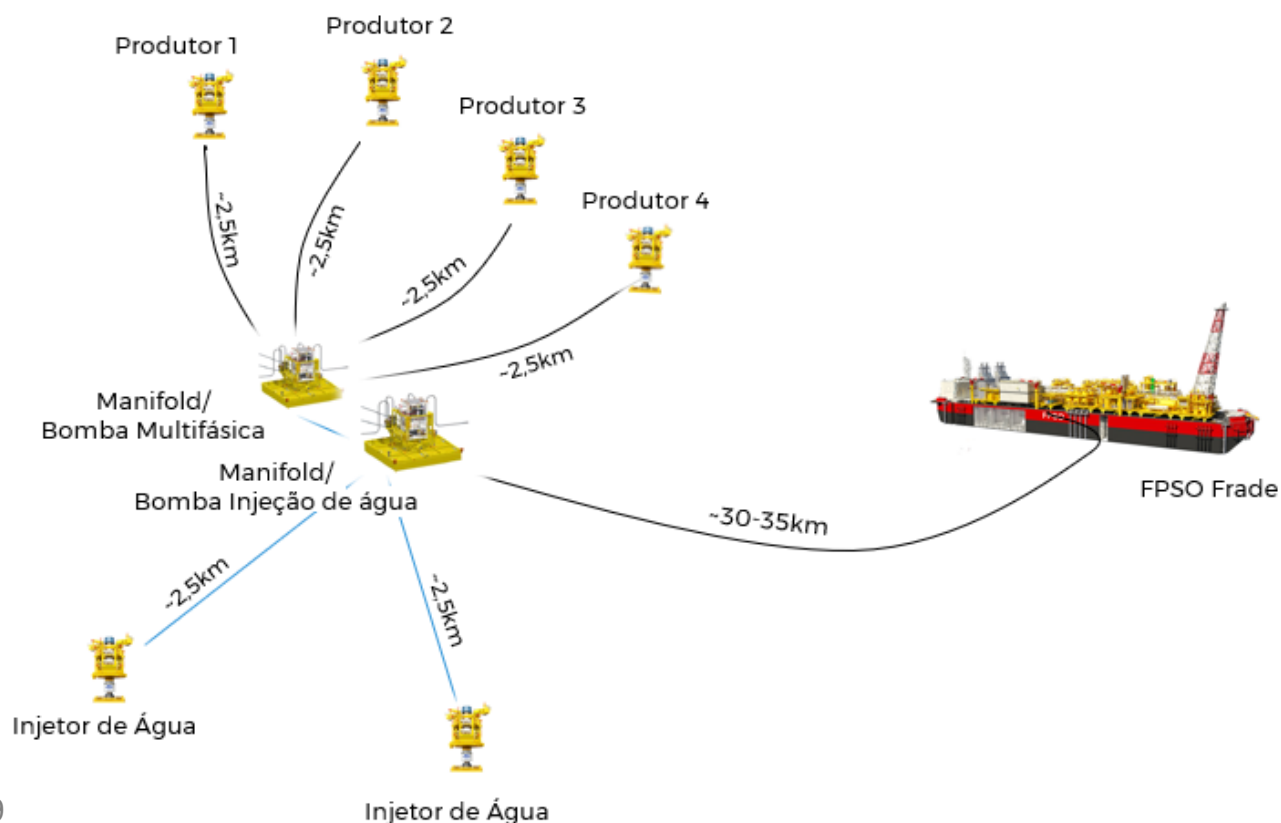 Produtor 1
Produtor 2
Produtor 3
Produtor 4
~2,5km
~2,5km
~2,5km
~2,5km
Manifold/
Bomba Multifásica
Manifold/
Bomba Injeção de água
~30-35km
FPSO Frade
~2,5km
~2,5km
Injetor de Água
Injetor de Água